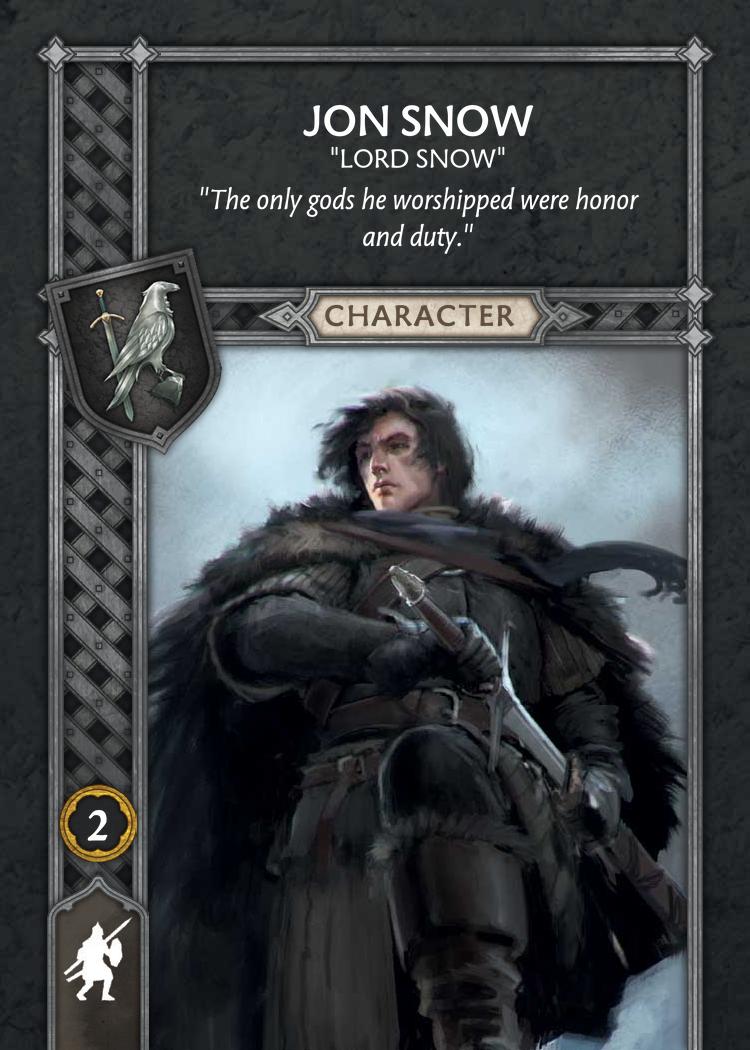 JON SNOW
"LORD SNOW"
"The only gods he worshipped were honor
and duty."
CHARACTER
2